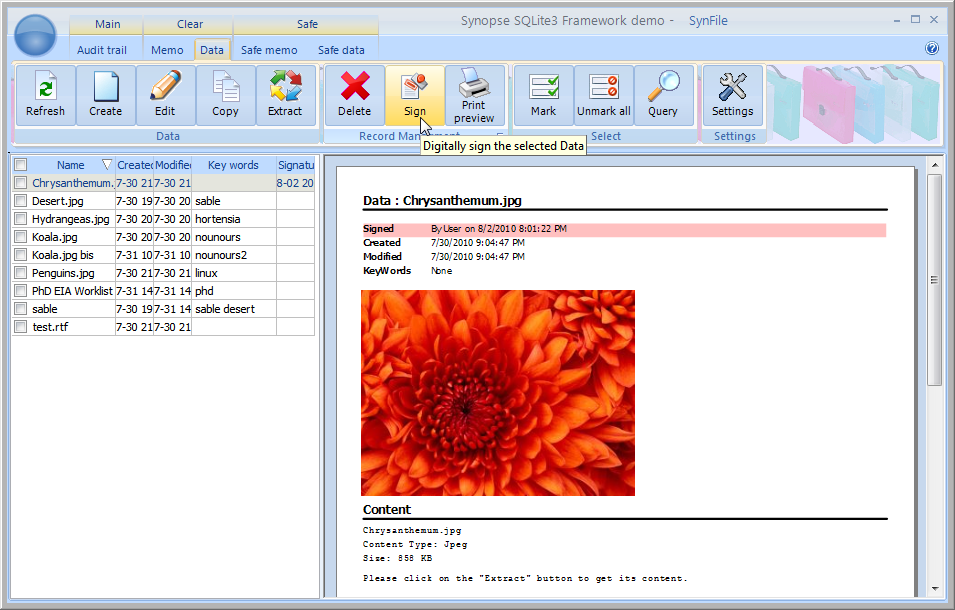 Main Clear Safe Synopse SQLite3 Framework demo - SynFile
Audit trail Memo Data Safe memo Safe data
Refresh Create Edit Copy Extract Delete Sign Print preview Mark Unmark all Query Settings
Data Record Select Settings
Digitally sign the selected Data
Name Created Modified Key words Signatu
Chrysanthemum. 7-30 21 7-30 21 8-02 20
Desert.jpg 7-30 19 7-30 20 sable
Hydrangeas.jpg 7-30 20 7-30 20 hortensia
Koala.jpg 7-30 20 7-30 20 nounours
Koala.jpg bis 7-31 10 7-31 10 nounours2
Penguins.jpg 7-30 21 7-30 21 linux
PhD EIA Worklist 7-31 14 7-31 14 phd
sable 7-30 19 7-31 14 sable desert
test.rtf 7-30 21 7-30 21
Data : Chrysanthemum.jpg
Signed By User on 8/2/2010 8:01:22 PM
Created 7/30/2010 9:04:47 PM
Modified 7/30/2010 9:04:47 PM
KeyWords None
Content
Chrysanthemum.jpg
Content Type: Jpeg
Size: 858 KB
Please click on the "Extract" button to get its content.